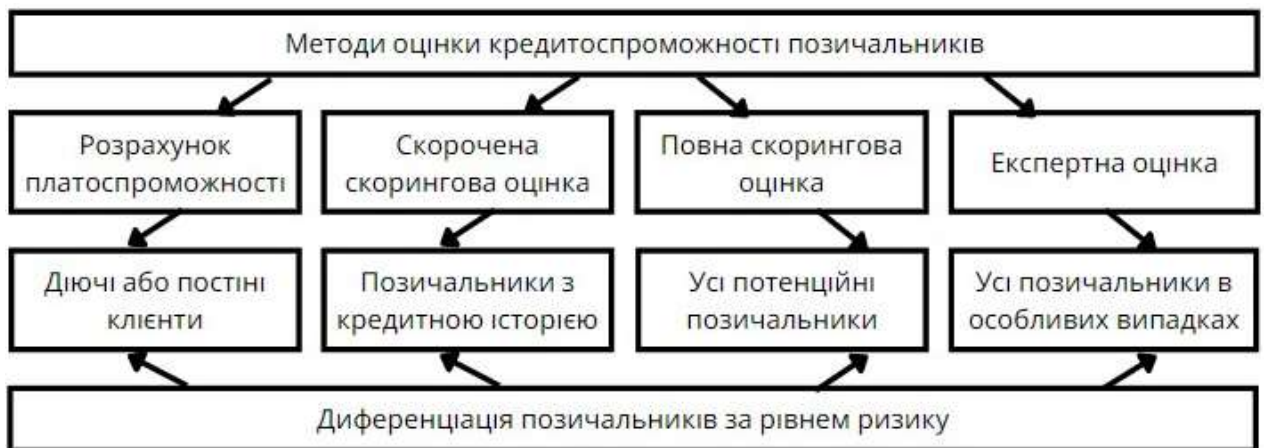 Методи оцінки кредитоспроможності позичальників
Розрахунок
платоспроможності
Скорочена
скорингова оцінка
Повна скорингова
оцінка
Експертна оцінка
Діючі або постіні
клієнти
Позичальники з
кредитною історією
Усі потенційні
позичальники
Усі позичальники в
особливих випадках
Диференціація позичальників за рівнем ризику